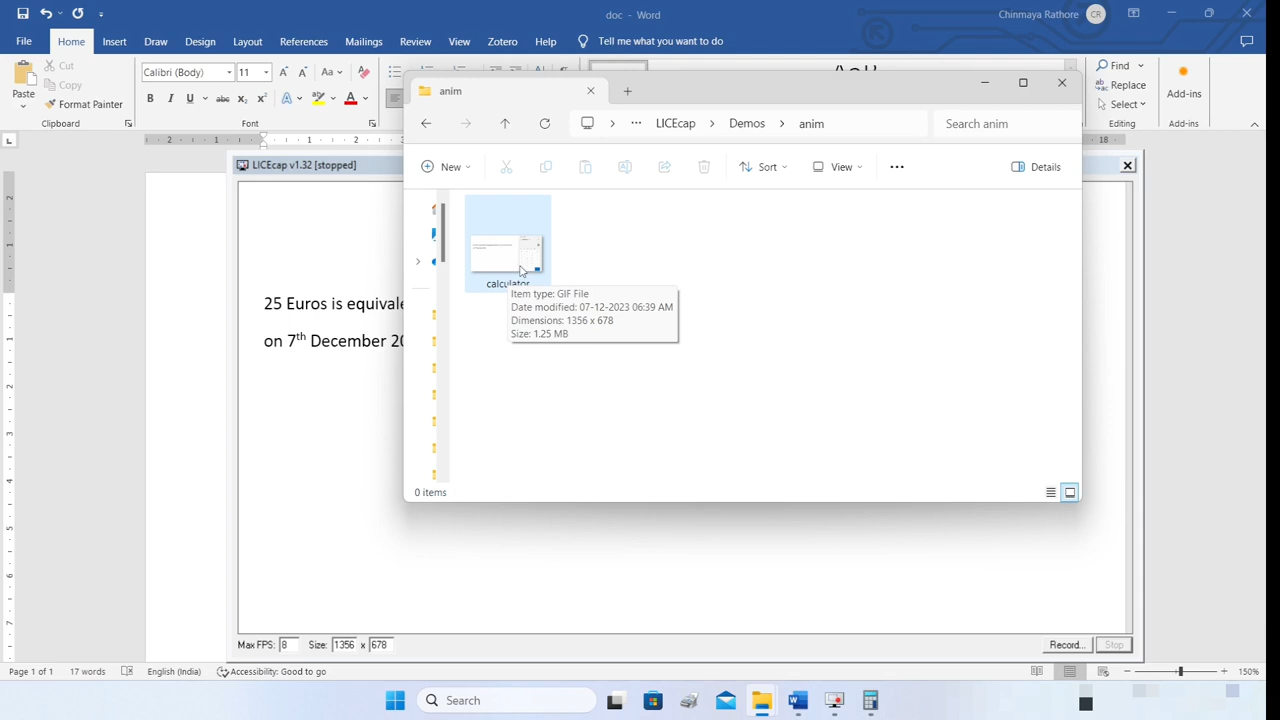 doc - Word
Chinmaya Rathore CR
File Home Insert Draw Design Layout References Mailings Review View Zotero Help Tell me what you want to do
Paste
Cut
Copy
Format Painter
Clipboard
Calibri (Body) 11
Font
Find
Replace
Select
Editing
Add-ins
Add-ins
anim
LICEcap Demos anim
Search anim
New Sort View Details
LICEcap v1.32 [stopped]
calculator
Item type: GIF File
Date modified: 07-12-2023 06:39 AM
Dimensions: 1356 x 678
Size: 1.25 MB
25 Euros is equivale
on 7th December 20
0 items
Max FPS: 8 Size: 1356 x 678 Record... Stop
Page 1 of 1 17 words English (India) Accessibility: Good to go 150%
Search